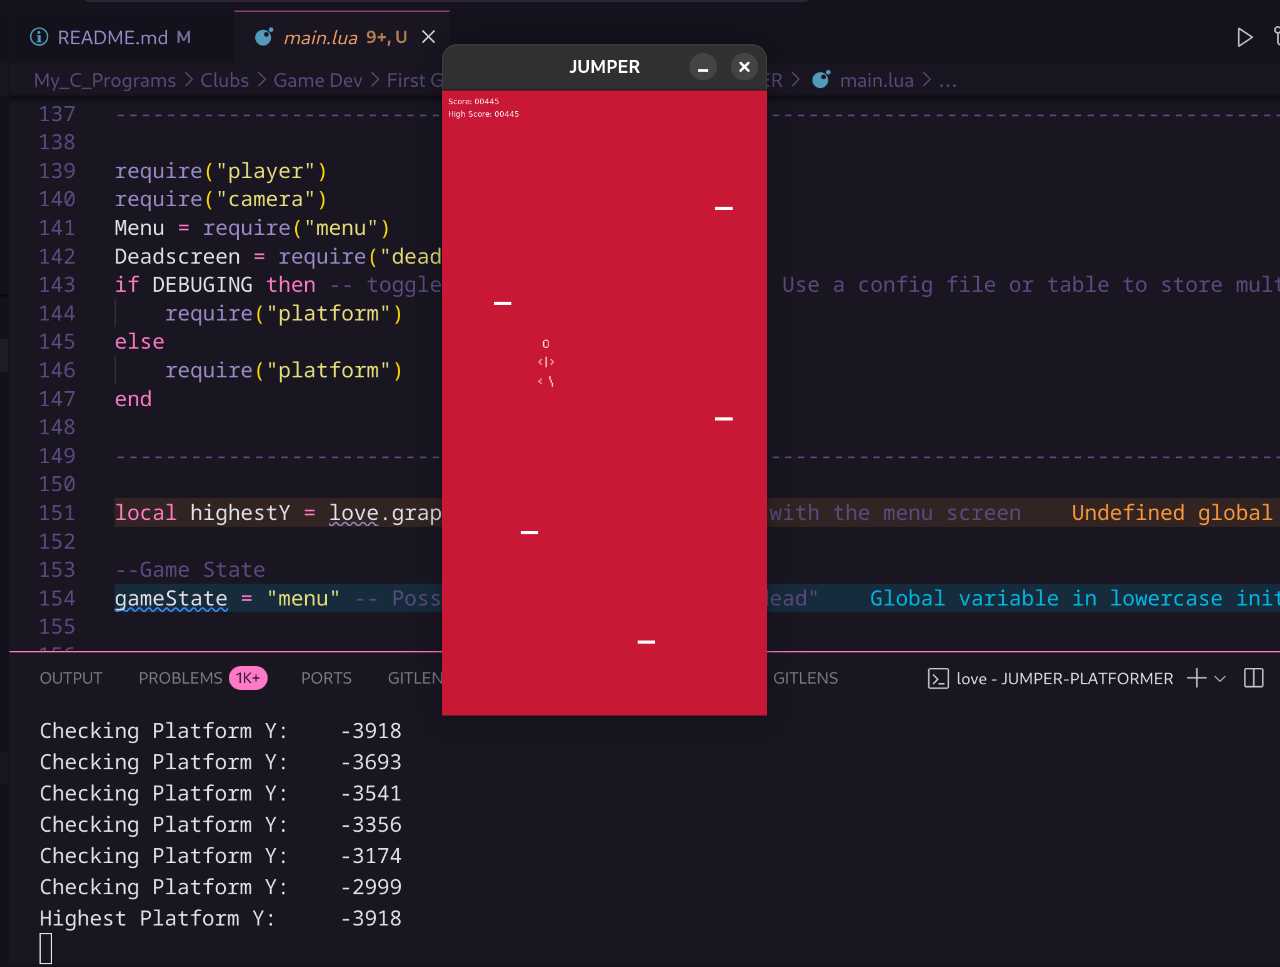 README.md M
main.lua 9+, U
My_C_Programs > Clubs > Game Dev > First G
ER > main.lua > ...
JUMPER
Score: 00445
High Score: 00445
O
<|>
< \
137 --------------------------
138
139 require("player")
140 require("camera")
141 Menu = require("menu")
142 Deadscreen = require("dead
143 if DEBUGING then -- toggle Use a config file or table to store mult
144 require("platform")
145 else
146 require("platform")
147 end
148
149 --------------------------
150
151 local highestY = love.grap with the menu screen Undefined global
152
153 --Game State
154 gameState = "menu" -- Poss ead" Global variable in lowercase init
155
OUTPUT PROBLEMS 1K+ PORTS GITLEN GITLENS love - JUMPER-PLATFORMER
Checking Platform Y: -3918
Checking Platform Y: -3693
Checking Platform Y: -3541
Checking Platform Y: -3356
Checking Platform Y: -3174
Checking Platform Y: -2999
Highest Platform Y: -3918